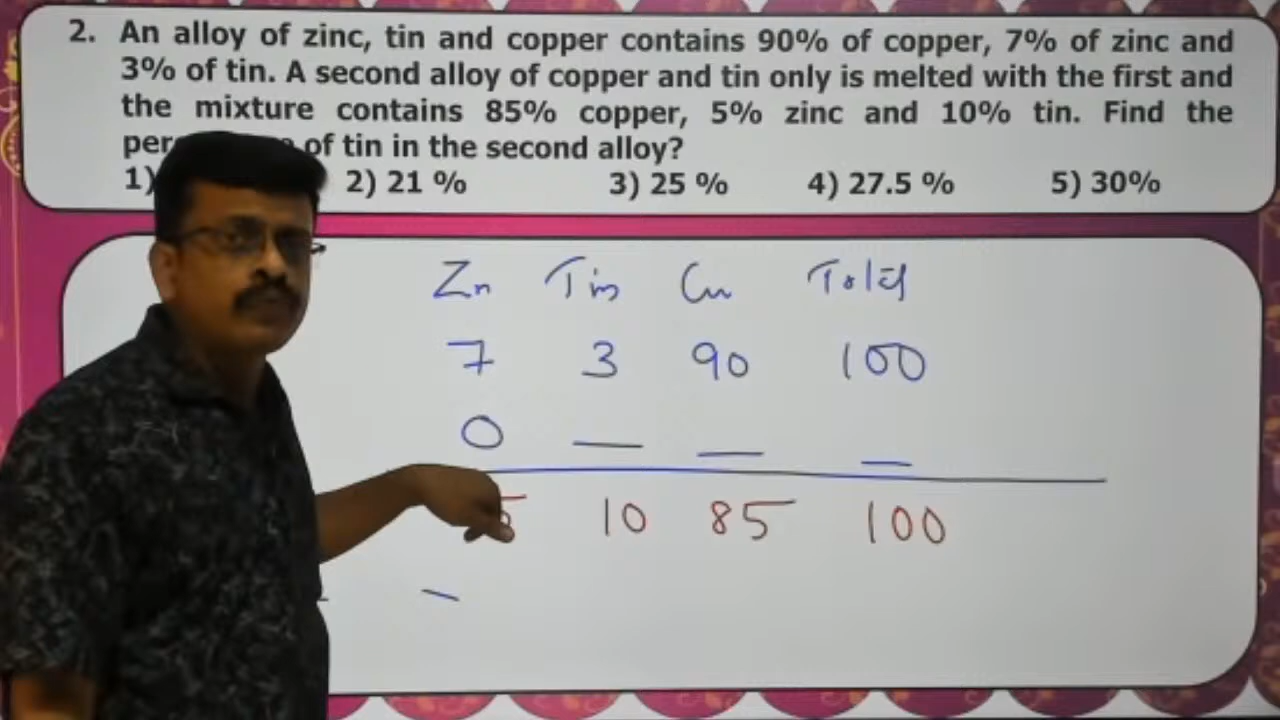 2. An alloy of zinc, tin and copper contains 90% of copper, 7% of zinc and
3% of tin. A second alloy of copper and tin only is melted with the first and
the mixture contains 85% copper, 5% zinc and 10% tin. Find the
of tin in the second alloy?
1) 2) 21 % 3) 25 % 4) 27.5 % 5) 30%
Zn Tin Cu Total
7 3 90 100
0 — — —
5 10 85 100